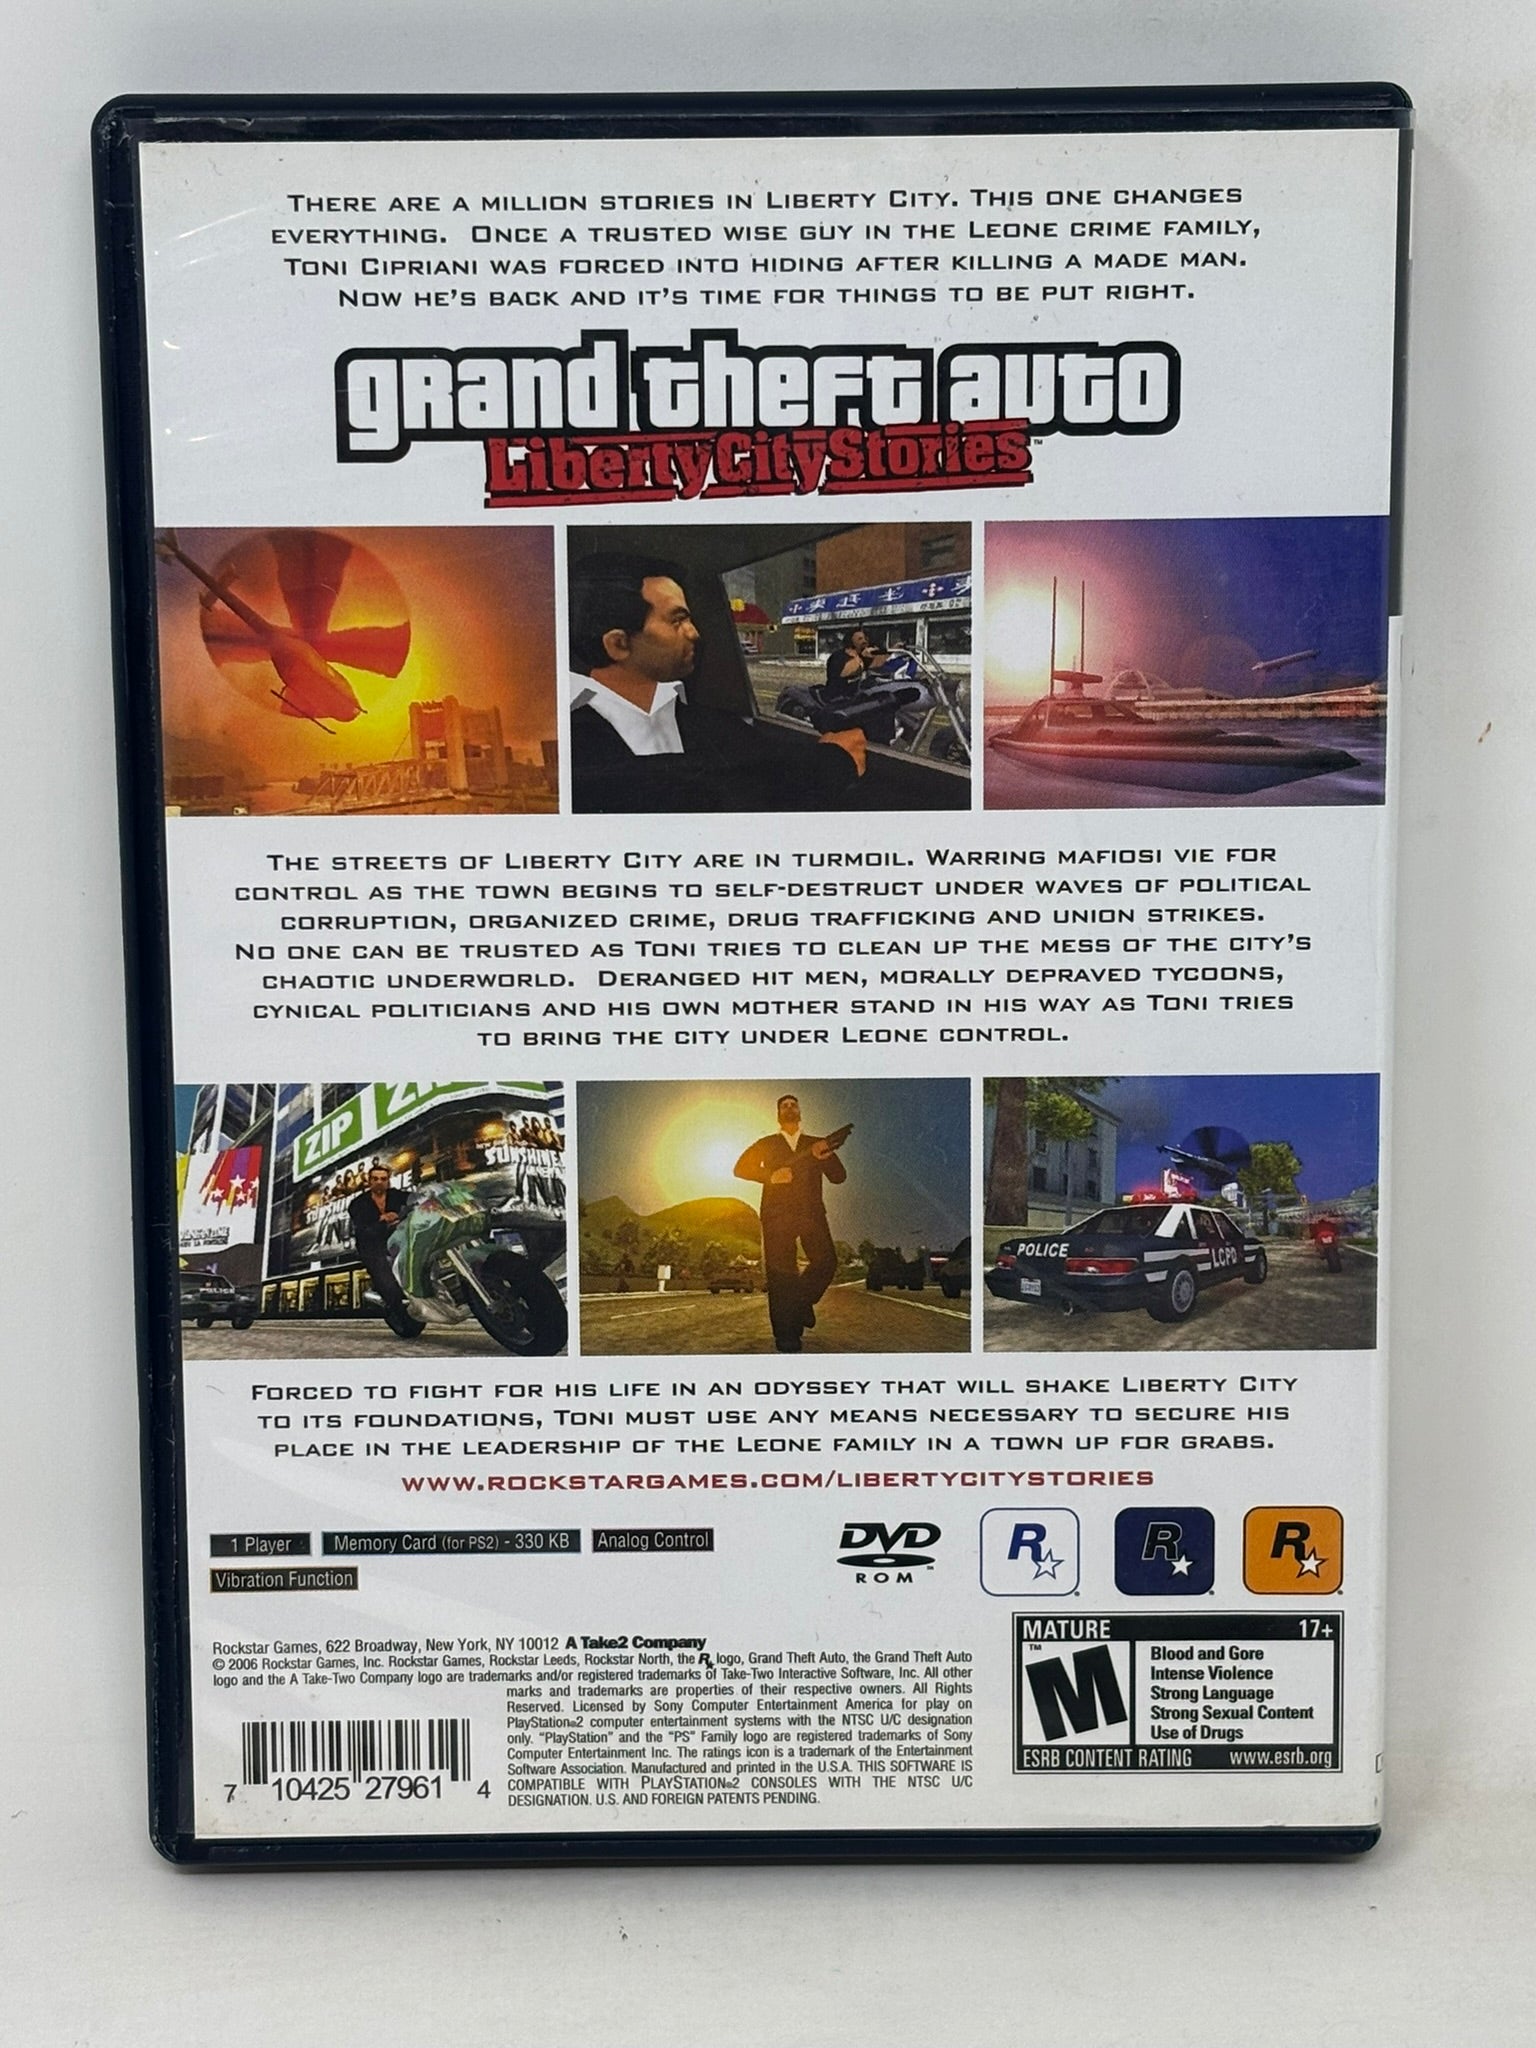 THERE ARE A MILLION STORIES IN LIBERTY CITY. THIS ONE CHANGES
EVERYTHING. ONCE A TRUSTED WISE GUY IN THE LEONE CRIME FAMILY,
TONI CIPRIANI WAS FORCED INTO HIDING AFTER KILLING A MADE MAN.
NOW HE'S BACK AND IT'S TIME FOR THINGS TO BE PUT RIGHT.
grand theft auto
Liberty City Stories™
THE STREETS OF LIBERTY CITY ARE IN TURMOIL. WARRING MAFIOSI VIE FOR
CONTROL AS THE TOWN BEGINS TO SELF-DESTRUCT UNDER WAVES OF POLITICAL
CORRUPTION, ORGANIZED CRIME, DRUG TRAFFICKING AND UNION STRIKES.
NO ONE CAN BE TRUSTED AS TONI TRIES TO CLEAN UP THE MESS OF THE CITY'S
CHAOTIC UNDERWORLD. DERANGED HIT MEN, MORALLY DEPRAVED TYCOONS,
CYNICAL POLITICIANS AND HIS OWN MOTHER STAND IN HIS WAY AS TONI TRIES
TO BRING THE CITY UNDER LEONE CONTROL.
ZIP
SUNSHINE
POLICE
LCPD
FORCED TO FIGHT FOR HIS LIFE IN AN ODYSSEY THAT WILL SHAKE LIBERTY CITY
TO ITS FOUNDATIONS, TONI MUST USE ANY MEANS NECESSARY TO SECURE HIS
PLACE IN THE LEADERSHIP OF THE LEONE FAMILY IN A TOWN UP FOR GRABS.
WWW.ROCKSTARGAMES.COM/LIBERTYCITYSTORIES
1 Player
Memory Card (for PS2) - 330 KB
Analog Control
Vibration Function
DVD
ROM™
R
R
R
Rockstar Games, 622 Broadway, New York, NY 10012 A Take2 Company
© 2006 Rockstar Games, Inc. Rockstar Games, Rockstar Leeds, Rockstar North, the R logo, Grand Theft Auto, the Grand Theft Auto
logo and the A Take-Two Company logo are trademarks and/or registered trademarks of Take-Two Interactive Software, Inc. All other
marks and trademarks are properties of their respective owners. All Rights
Reserved. Licensed by Sony Computer Entertainment America for play on
PlayStation®2 computer entertainment systems with the NTSC U/C designation
only. "PlayStation" and the "PS" Family logo are registered trademarks of Sony
Computer Entertainment Inc. The ratings icon is a trademark of the Entertainment
Software Association. Manufactured and printed in the U.S.A. THIS SOFTWARE IS
COMPATIBLE WITH PLAYSTATION®2 CONSOLES WITH THE NTSC U/C
DESIGNATION. U.S. AND FOREIGN PATENTS PENDING.
7 10425 27961 4
MATURE 17+
™
M
Blood and Gore
Intense Violence
Strong Language
Strong Sexual Content
Use of Drugs
ESRB CONTENT RATING www.esrb.org